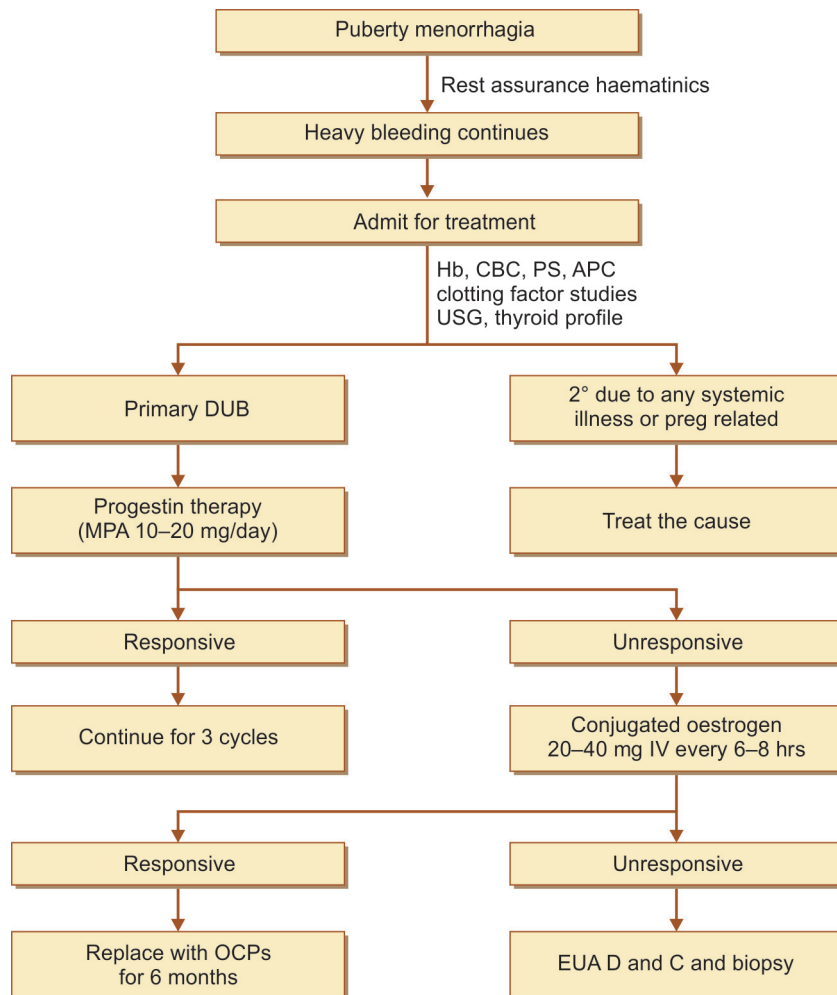 Puberty menorrhagia
Rest assurance haematinics
Heavy bleeding continues
Admit for treatment
Hb, CBC, PS, APC
clotting factor studies
USG, thyroid profile
Primary DUB
2° due to any systemic
illness or preg related
Progestin therapy
(MPA 10–20 mg/day)
Treat the cause
Responsive
Unresponsive
Continue for 3 cycles
Conjugated oestrogen
20–40 mg IV every 6–8 hrs
Responsive
Unresponsive
Replace with OCPs
for 6 months
EUA D and C and biopsy